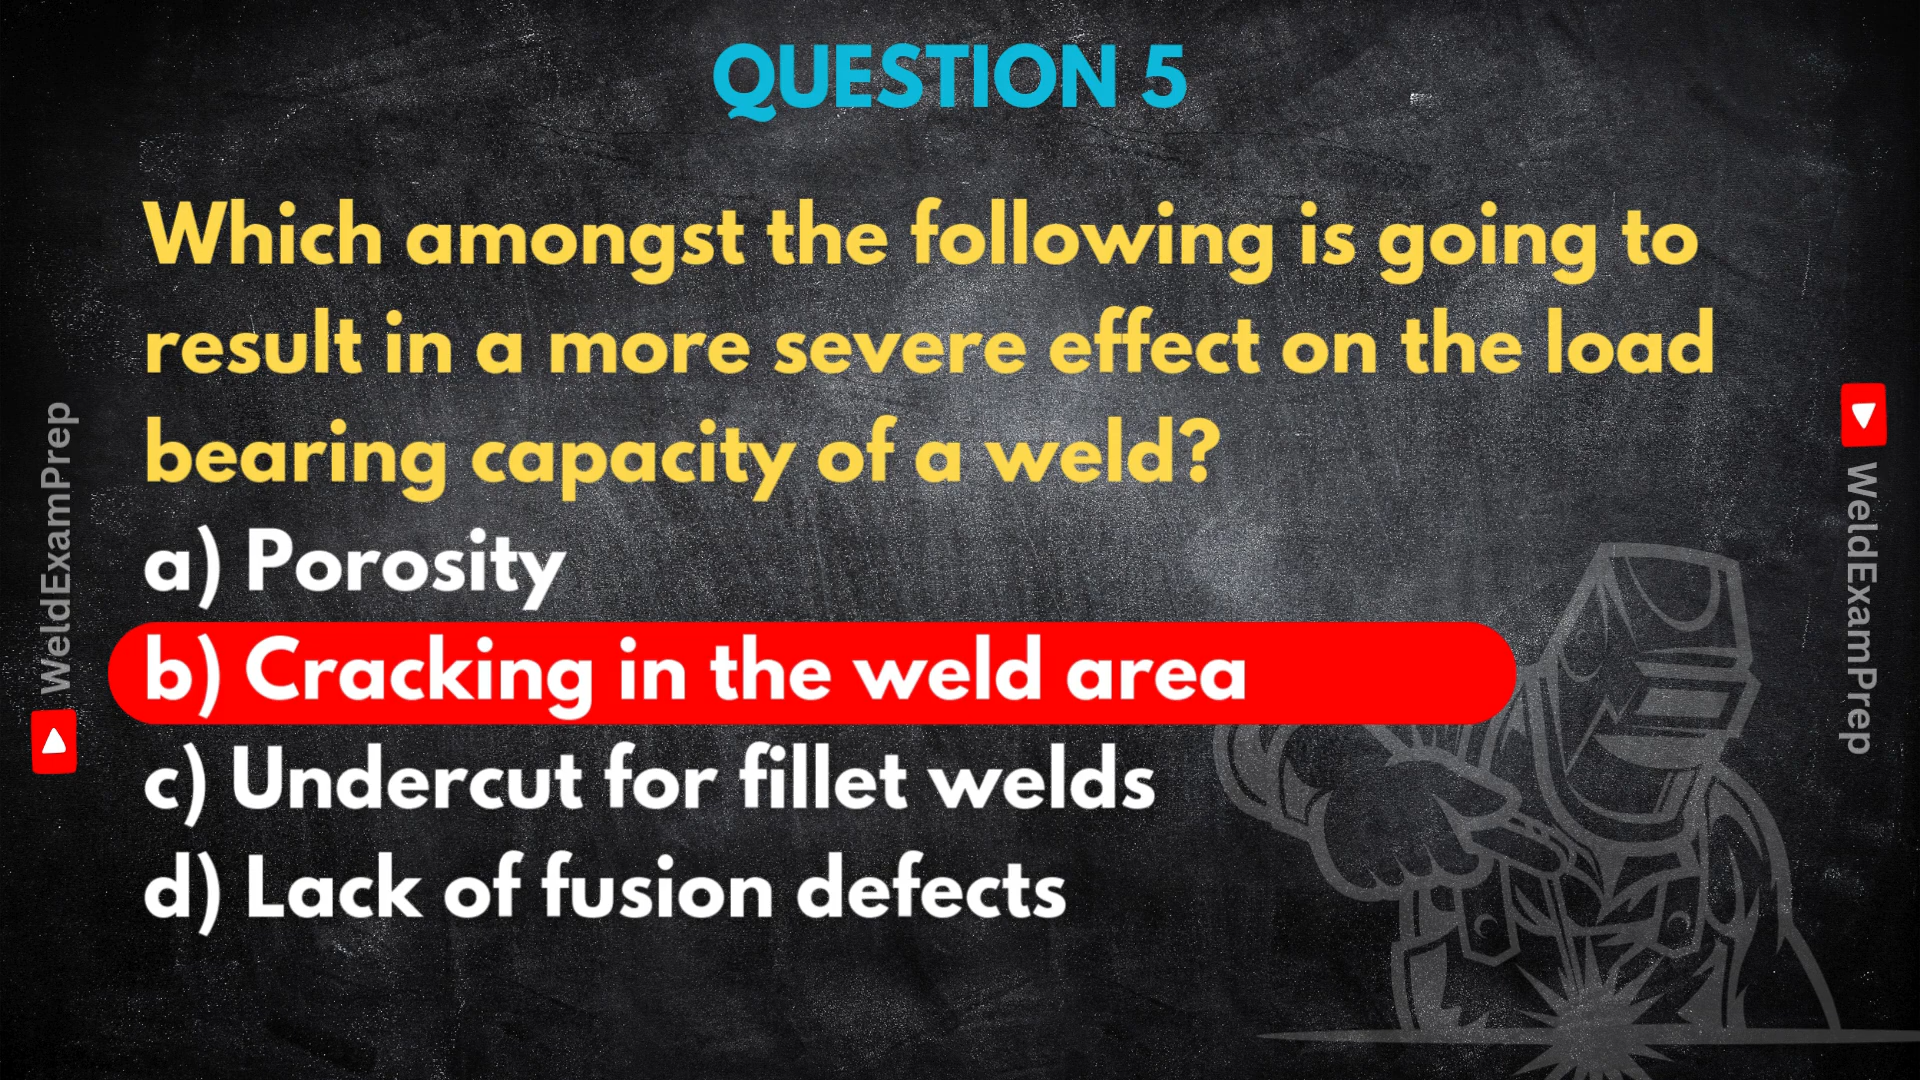 QUESTION 5
Which amongst the following is going to
result in a more severe effect on the load
bearing capacity of a weld?
a) Porosity
b) Cracking in the weld area
c) Undercut for fillet welds
d) Lack of fusion defects
WeldExamPrep
WeldExamPrep